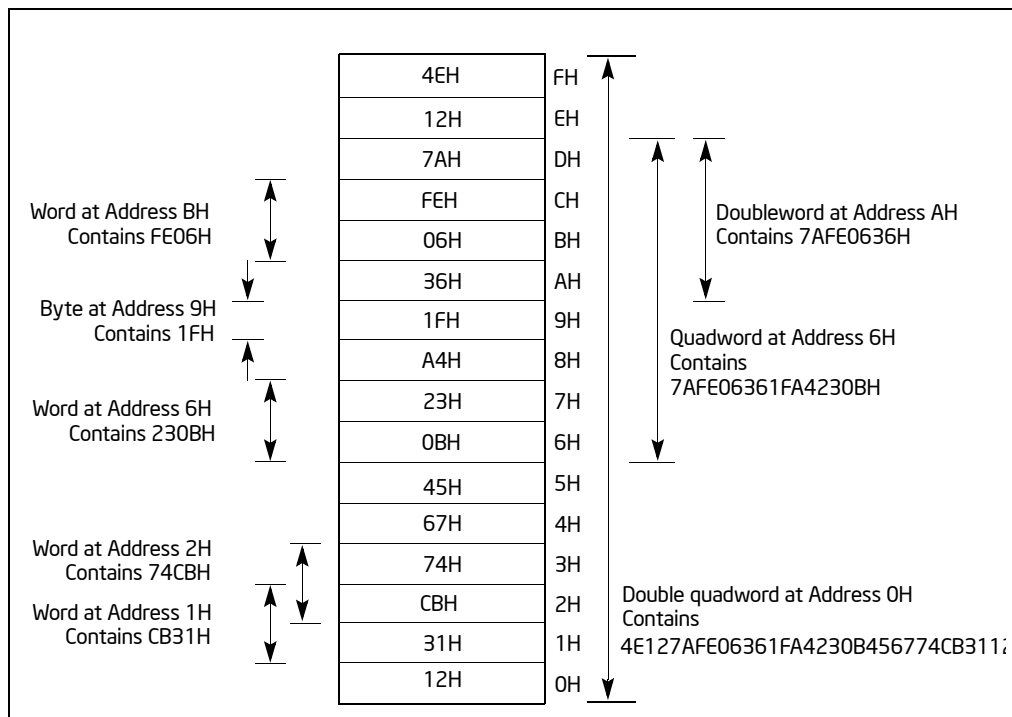 4EH FH
12H EH
7AH DH
FEH CH
06H BH
36H AH
1FH 9H
A4H 8H
23H 7H
0BH 6H
45H 5H
67H 4H
74H 3H
CBH 2H
31H 1H
12H 0H
Word at Address BH
Contains FE06H
Byte at Address 9H
Contains 1FH
Word at Address 6H
Contains 230BH
Word at Address 2H
Contains 74CBH
Word at Address 1H
Contains CB31H
Doubleword at Address AH
Contains 7AFE0636H
Quadword at Address 6H
Contains
7AFE06361FA4230BH
Double quadword at Address 0H
Contains
4E127AFE06361FA4230B456774CB3112